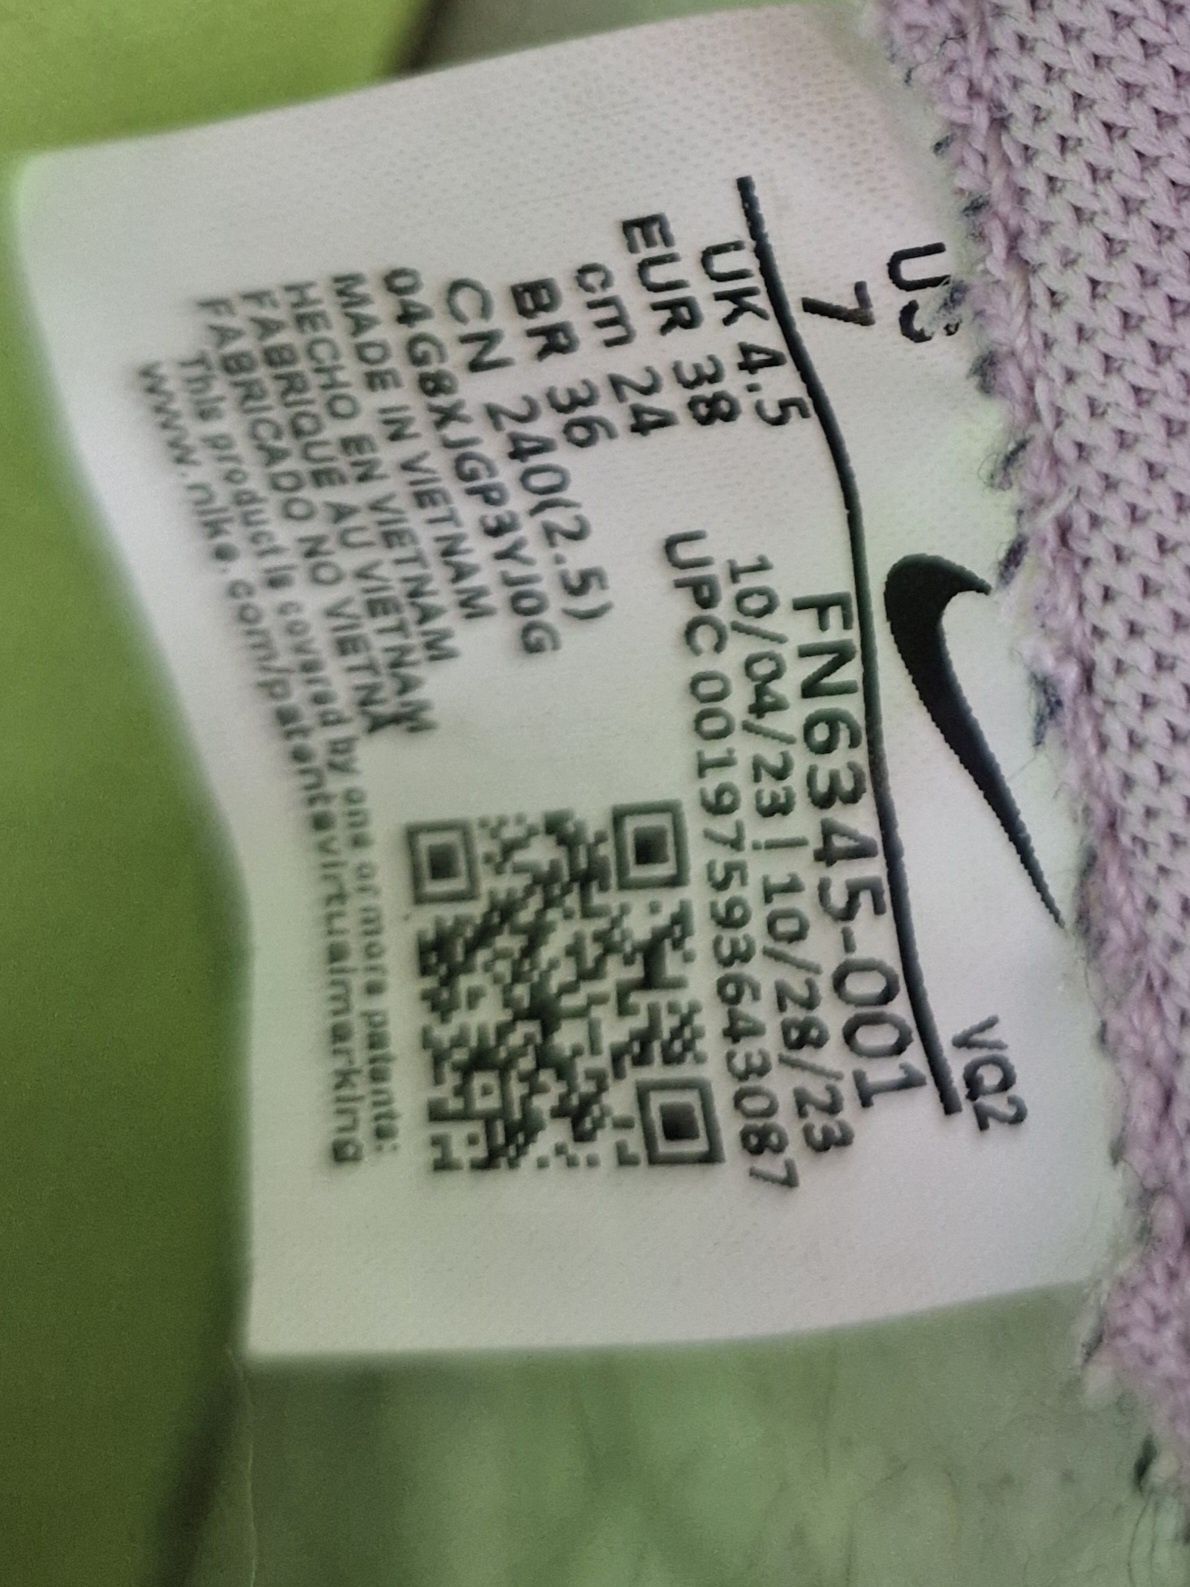 US
7
VQ2
UK 4.5
EUR 38
cm 24
BR 36
CN 240(2.5)
04G8XJGP3YJ0G
MADE IN VIETNAM
HECHO EN VIETNAM
FABRIQUE AU VIETNAM
FABRICADO NO VIETNA
This product is covered by one or more patents:
www.nike.com/patentsvirtualmarking
FN6345-001
10/04/23|10/28/23
UPC 00197593643087